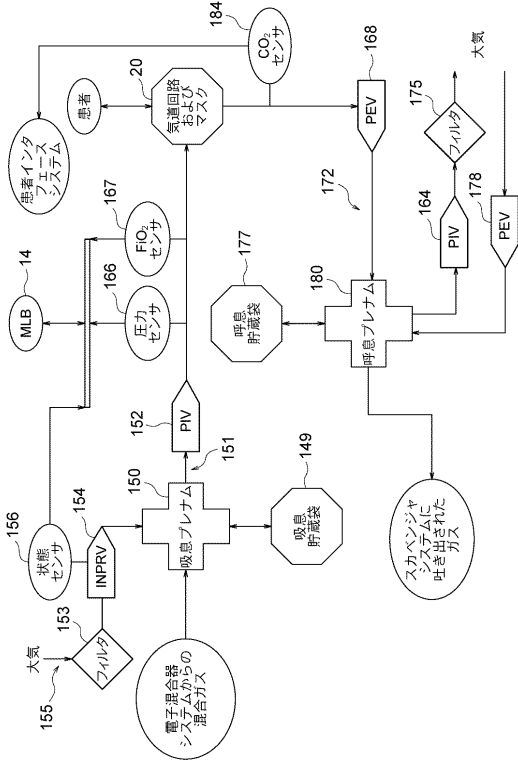 大気
155
153
フィルタ
156
状態
センサ
154
INPRV
電子混合器
システムからの
混合ガス
150
吸息プレナム
151
149
吸息
貯蔵袋
152
PIV
14
MLB
166
圧力
センサ
167
FiO₂
センサ
患者インタ
フェース
システム
患者
20
気道回路
および
マスク
184
CO₂
センサ
168
PEV
172
177
呼息
貯蔵袋
180
呼息プレナム
スカベンジャ
システムに
吐き出された
ガス
164
PIV
175
フィルタ
大気
178
PEV